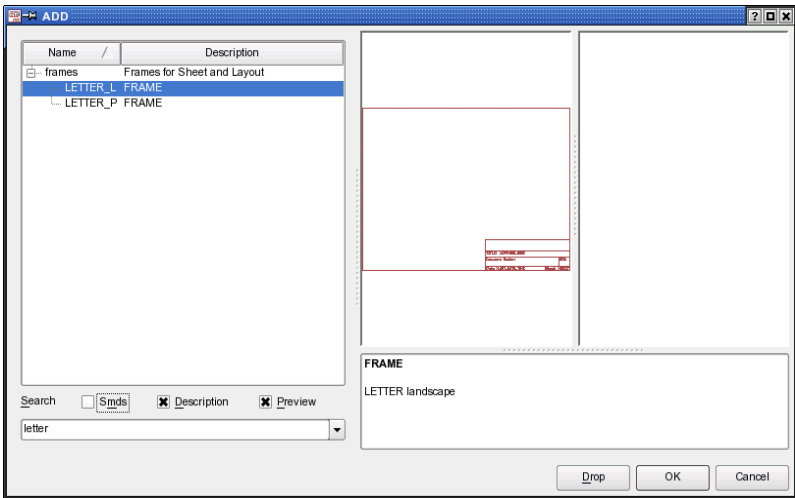 ADD
Name Description
frames Frames for Sheet and Layout
LETTER_L FRAME
LETTER_P FRAME
FRAME
LETTER landscape
Search Smds Description Preview
letter
Drop OK Cancel